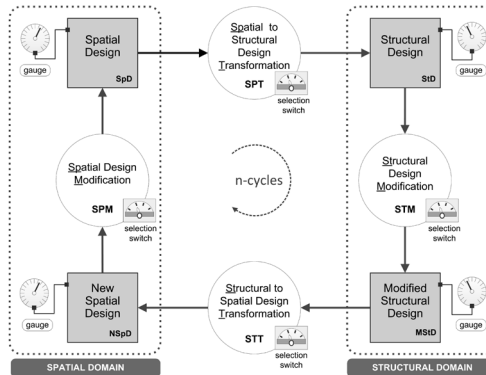 gauge
Spatial
Design
SpD
Spatial to
Structural
Design
Transformation
SPT
selection
switch
Structural
Design
StD
gauge
Spatial Design
Modification
SPM
selection
switch
n-cycles
Structural
Design
Modification
STM
selection
switch
gauge
New
Spatial
Design
NSpD
Structural to
Spatial Design
Transformation
STT
selection
switch
Modified
Structural
Design
MStD
gauge
SPATIAL DOMAIN
STRUCTURAL DOMAIN